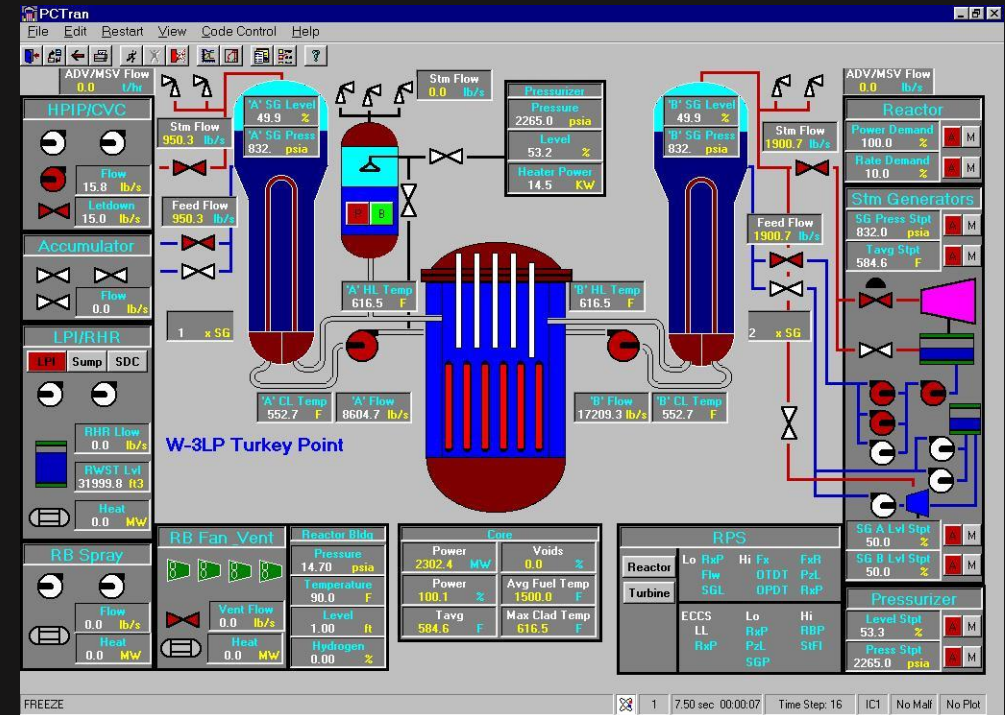 PCTran
File Edit Restart View Code Control Help
ADV/MSV Flow
0.0 t/hr
HPIP/CVC
Flow
15.8 lb/s
Letdown
15.0 lb/s
Accumulator
Flow
0.0 lb/s
LPI/RHR
LPI Sump SDC
RHR Llow
0.0 lb/s
RWST Lvl
31999.8 ft3
Heat
0.0 MW
RB Spray
Flow
0.0 lb/s
Heat
0.0 MW
Stm Flow
950.3 lb/s
Feed Flow
950.3 lb/s
1 x SG
'A' SG Level
49.9 %
'A' SG Press
832. psia
Stm Flow
0.0 lb/s
P B
Pressurizer
Pressure
2265.0 psia
Level
53.2 %
Heater Power
14.5 KW
'A' HL Temp
616.5 F
'B' HL Temp
616.5 F
'A' CL Temp
552.7 F
'A' Flow
8604.7 lb/s
'B' Flow
17209.3 lb/s
'B' CL Temp
552.7 F
W-3LP Turkey Point
'B' SG Level
49.9 %
'B' SG Press
832. psia
Stm Flow
1900.7 lb/s
Feed Flow
1900.7 lb/s
2 x SG
ADV/MSV Flow
0.0 lb/s
Reactor
Power Demand
100.0 % A M
Rate Demand
10.0 % A M
Stm Generators
SG Press Stpt
832.0 psia A M
Tavg Stpt
584.6 F A M
SG A Lvl Stpt
50.0 % A M
SG B Lvl Stpt
50.0 % A M
Pressurizer
Level Stpt
53.3 % A M
Press Stpt
2265.0 psia A M
RB Fan _Vent
Vent Flow
0.0 lb/s
Heat
0.0 MW
Reactor Bldg
Pressure
14.70 psia
Temperature
90.0 F
Level
1.00 ft
Hydrogen
0.00 %
Core
Power
2302.4 MW
Voids
0.0 %
Power
100.1 %
Avg Fuel Temp
1500.0 F
Tavg
584.6 F
Max Clad Temp
616.5 F
RPS
Reactor
Turbine
Lo RxP Hi Fx FxR
Flw OTDT PzL
SGL OPDT RxP
ECCS Lo Hi
LL RxP RBP
RxP PzL StFl
SGP
FREEZE
1 7.50 sec 00:00:07 Time Step: 16 IC1 No Malf No Plot